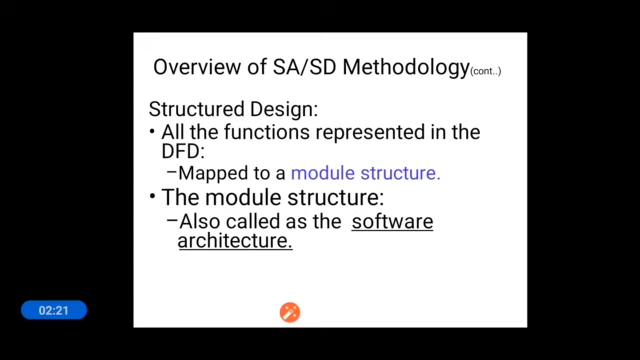 Overview of SA/SD Methodology(cont..)
Structured Design:
• All the functions represented in the
DFD:
–Mapped to a module structure.
• The module structure:
–Also called as the software
architecture.
02:21